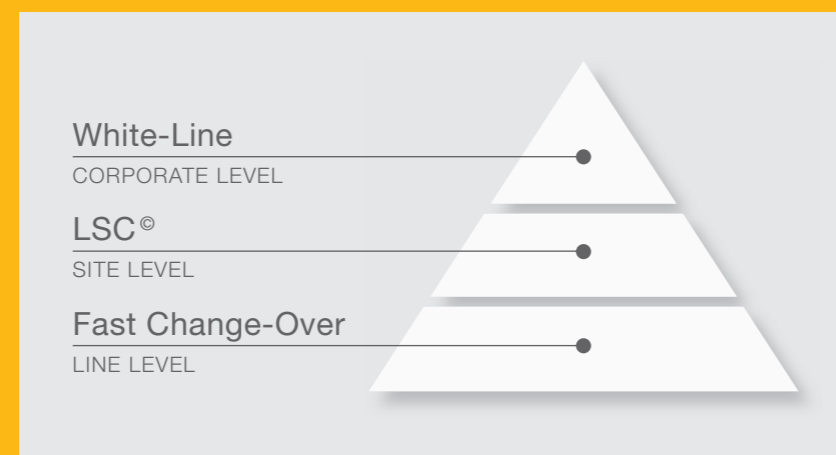 White-Line
CORPORATE LEVEL
LSC©
SITE LEVEL
Fast Change-Over
LINE LEVEL